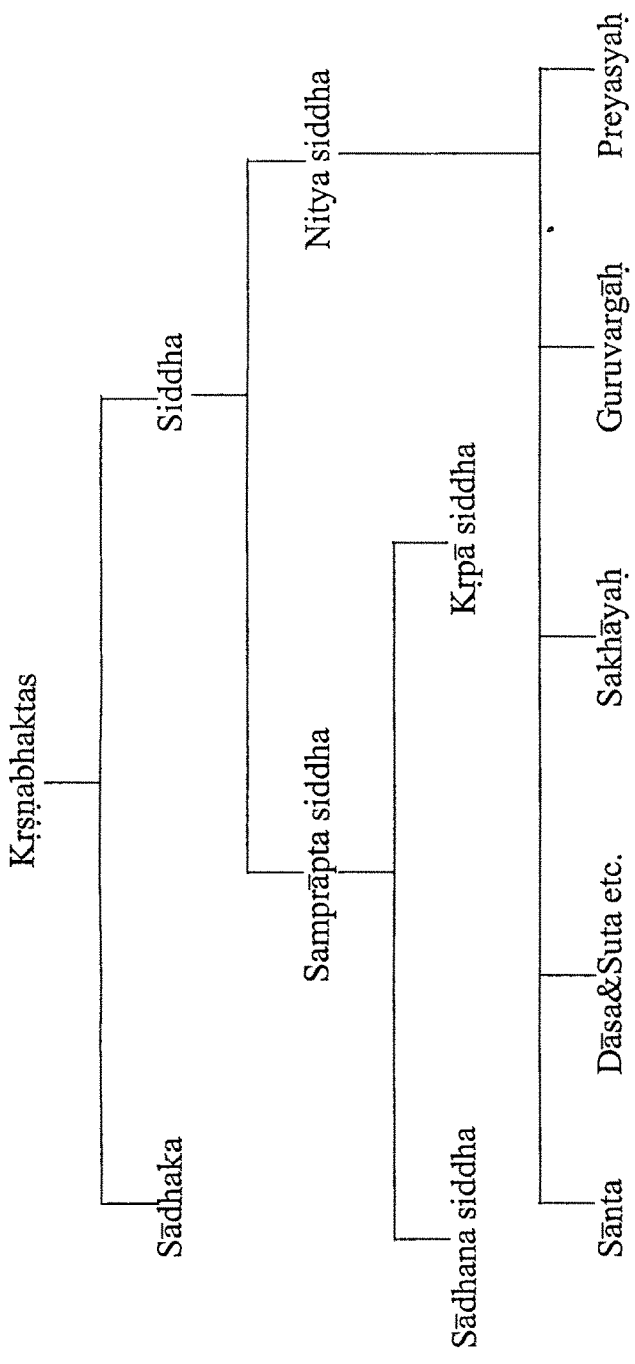 Kṛṣṇabhaktas
Sādhaka
Siddha
Samprāpta siddha
Nitya siddha
Sādhana siddha
Kṛpā siddha
Sānta
Dāsa&Suta etc.
Sakhāyaḥ
Guruvargāḥ
Preyasyaḥ